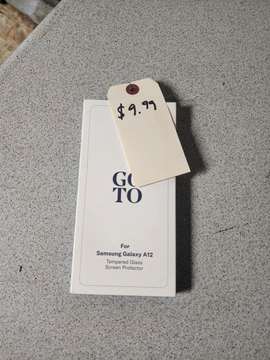 $9.99
GO
TO
For
Samsung Galaxy A12
Tempered Glass
Screen Protector